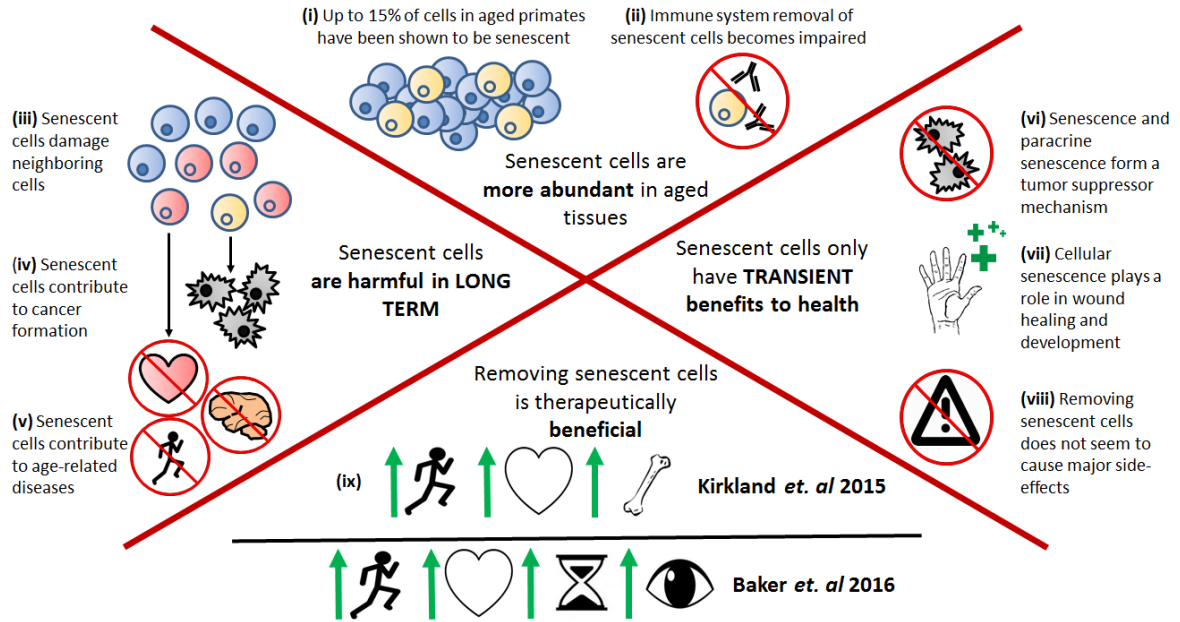 (i) Up to 15% of cells in aged primates
have been shown to be senescent
(ii) Immune system removal of
senescent cells becomes impaired
Senescent cells are
more abundant in aged
tissues
(iii) Senescent
cells damage
neighboring
cells
(iv) Senescent
cells contribute
to cancer
formation
(v) Senescent
cells contribute
to age-related
diseases
Senescent cells
are harmful in LONG
TERM
Senescent cells only
have TRANSIENT
benefits to health
(vi) Senescence and
paracrine
senescence form a
tumor suppressor
mechanism
(vii) Cellular
senescence plays a
role in wound
healing and
development
(viii) Removing
senescent cells
does not seem to
cause major side-
effects
Removing senescent cells
is therapeutically
beneficial
(ix)
Kirkland et. al 2015
Baker et. al 2016